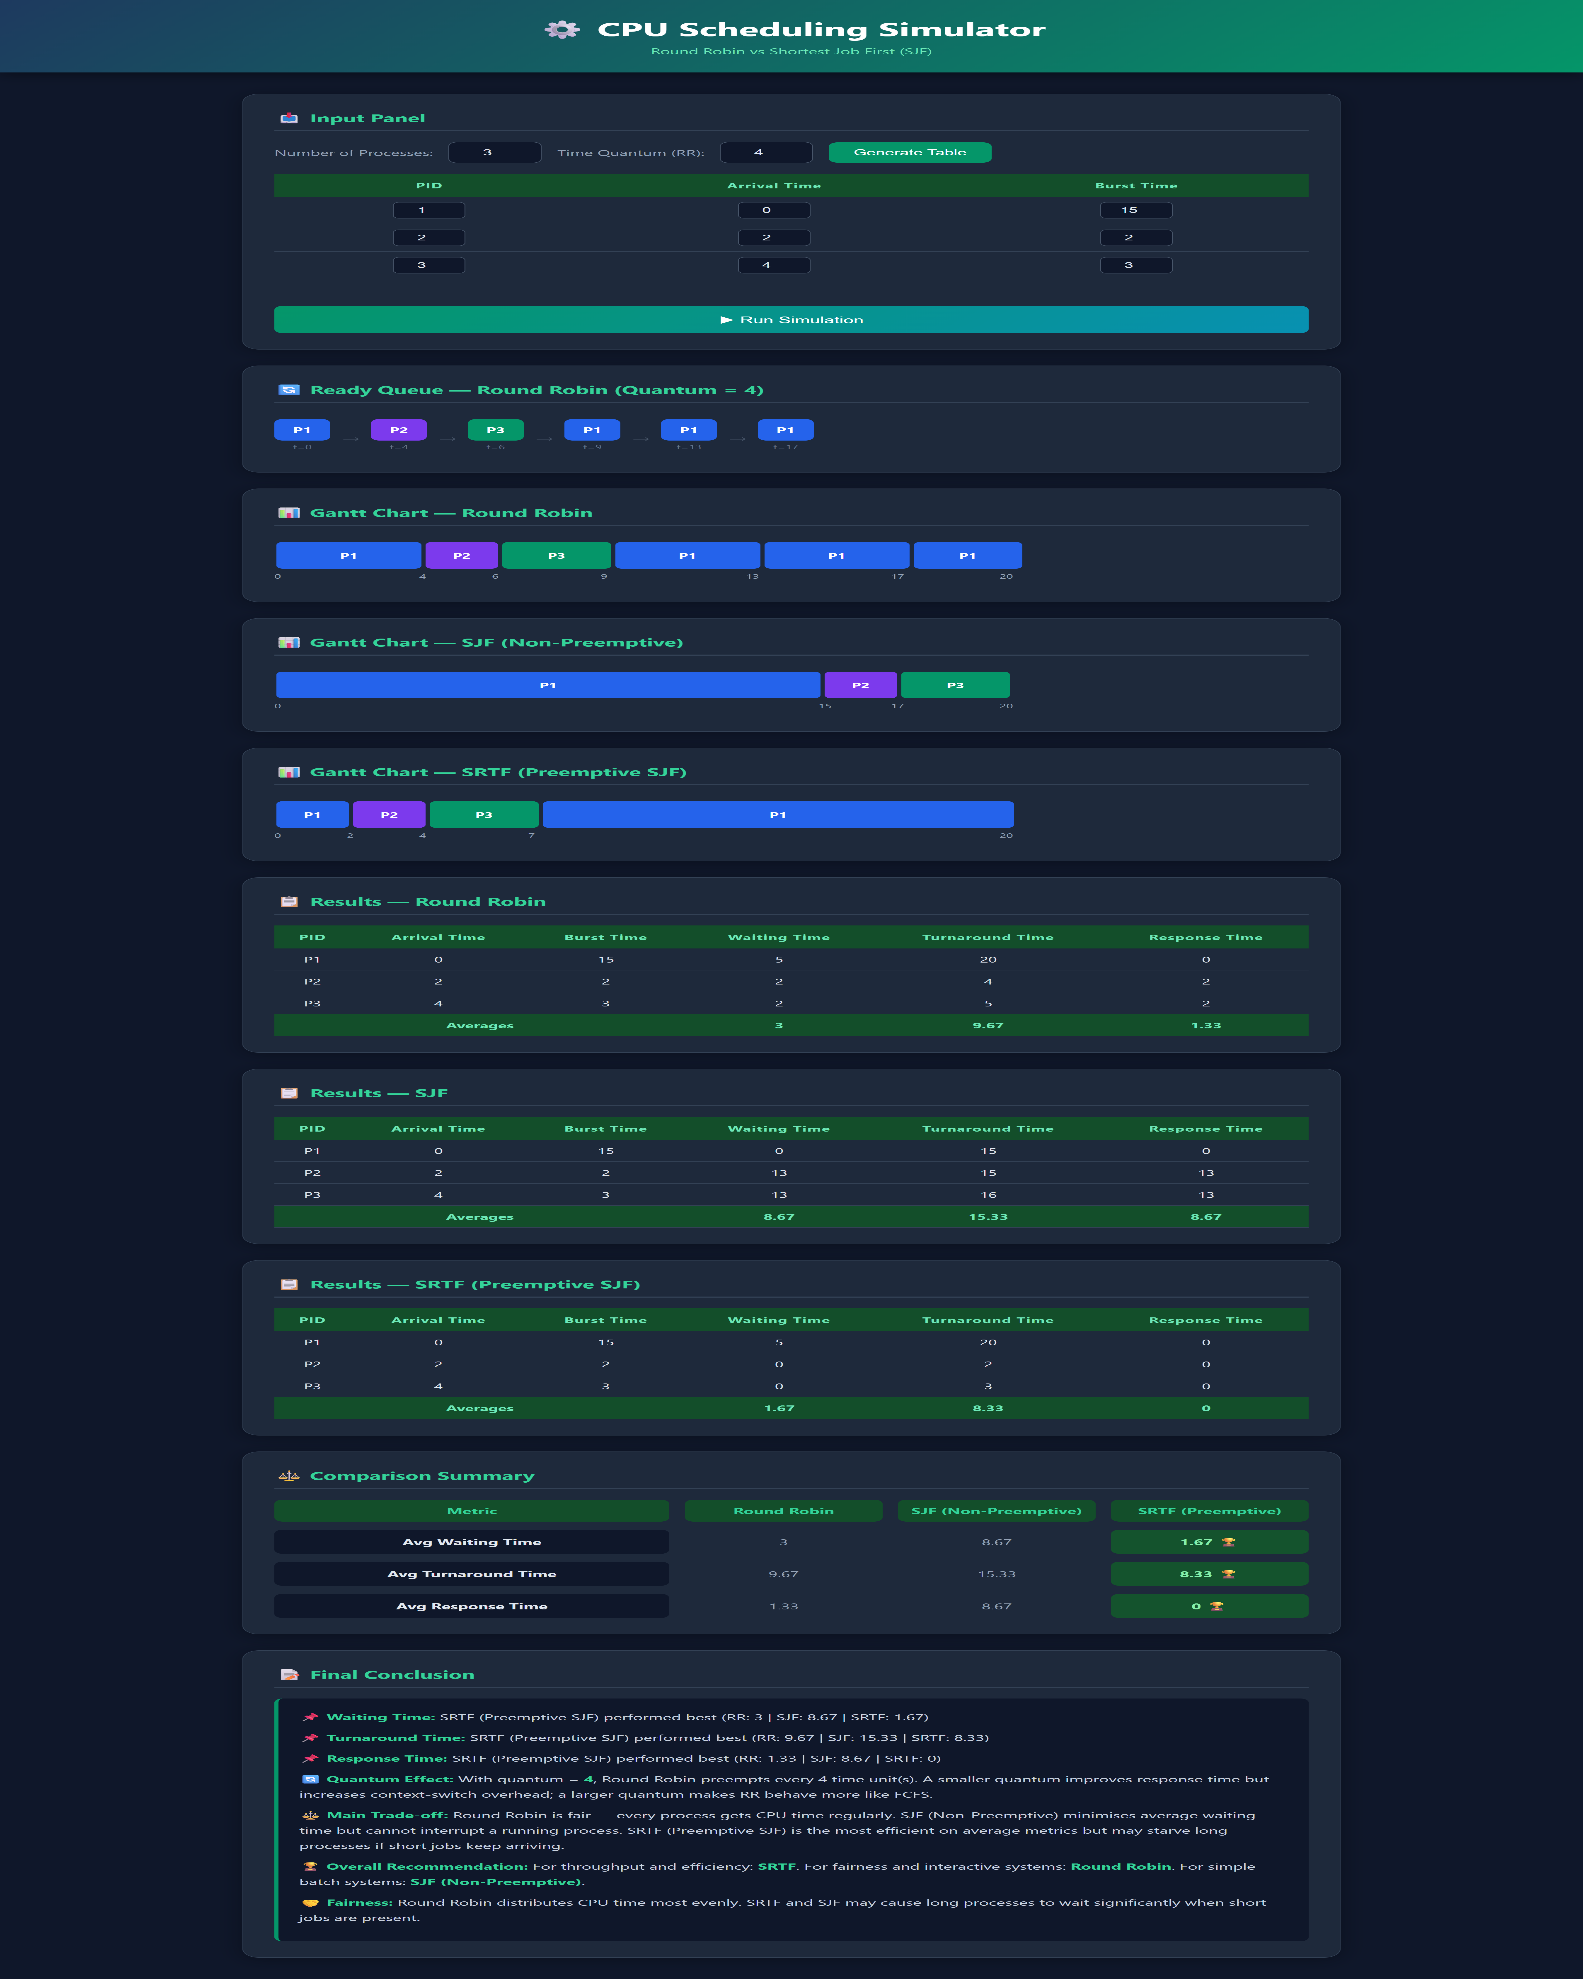 CPU Scheduling Simulator
Round Robin vs Shortest Job First (SJF)
Input Panel
Number of Processes: 3 Time Quantum (RR): 4 Generate Table
PID Arrival Time Burst Time
1 0 15
2 2 2
3 4 3
▶ Run Simulation
Ready Queue — Round Robin (Quantum = 4)
P1 → P2 → P3 → P1 → P1 → P1
t=0 t=4 t=6 t=9 t=13 t=17
Gantt Chart — Round Robin
P1 P2 P3 P1 P1 P1
0 4 6 9 13 17 20
Gantt Chart — SJF (Non-Preemptive)
P1 P2 P3
0 15 17 20
Gantt Chart — SRTF (Preemptive SJF)
P1 P2 P3 P1
0 2 4 7 20
Results — Round Robin
PID Arrival Time Burst Time Waiting Time Turnaround Time Response Time
P1 0 15 5 20 0
P2 2 2 2 4 2
P3 4 3 2 5 2
Averages 3 9.67 1.33
Results — SJF
PID Arrival Time Burst Time Waiting Time Turnaround Time Response Time
P1 0 15 0 15 0
P2 2 2 13 15 13
P3 4 3 13 16 13
Averages 8.67 15.33 8.67
Results — SRTF (Preemptive SJF)
PID Arrival Time Burst Time Waiting Time Turnaround Time Response Time
P1 0 15 5 20 0
P2 2 2 0 2 0
P3 4 3 0 3 0
Averages 1.67 8.33 0
Comparison Summary
Metric Round Robin SJF (Non-Preemptive) SRTF (Preemptive)
Avg Waiting Time 3 8.67 1.67
Avg Turnaround Time 9.67 15.33 8.33
Avg Response Time 1.33 8.67 0
Final Conclusion
Waiting Time: SRTF (Preemptive SJF) performed best (RR: 3 | SJF: 8.67 | SRTF: 1.67)
Turnaround Time: SRTF (Preemptive SJF) performed best (RR: 9.67 | SJF: 15.33 | SRTF: 8.33)
Response Time: SRTF (Preemptive SJF) performed best (RR: 1.33 | SJF: 8.67 | SRTF: 0)
Quantum Effect: With quantum = 4, Round Robin preempts every 4 time unit(s). A smaller quantum improves response time but
increases context-switch overhead; a larger quantum makes RR behave more like FCFS.
Main Trade-off: Round Robin is fair — every process gets CPU time regularly. SJF (Non-Preemptive) minimises average waiting
time but cannot interrupt a running process. SRTF (Preemptive SJF) is the most efficient on average metrics but may starve long
processes if short jobs keep arriving.
Overall Recommendation: For throughput and efficiency: SRTF. For fairness and interactive systems: Round Robin. For simple
batch systems: SJF (Non-Preemptive).
Fairness: Round Robin distributes CPU time most evenly. SRTF and SJF may cause long processes to wait significantly when short
jobs are present.